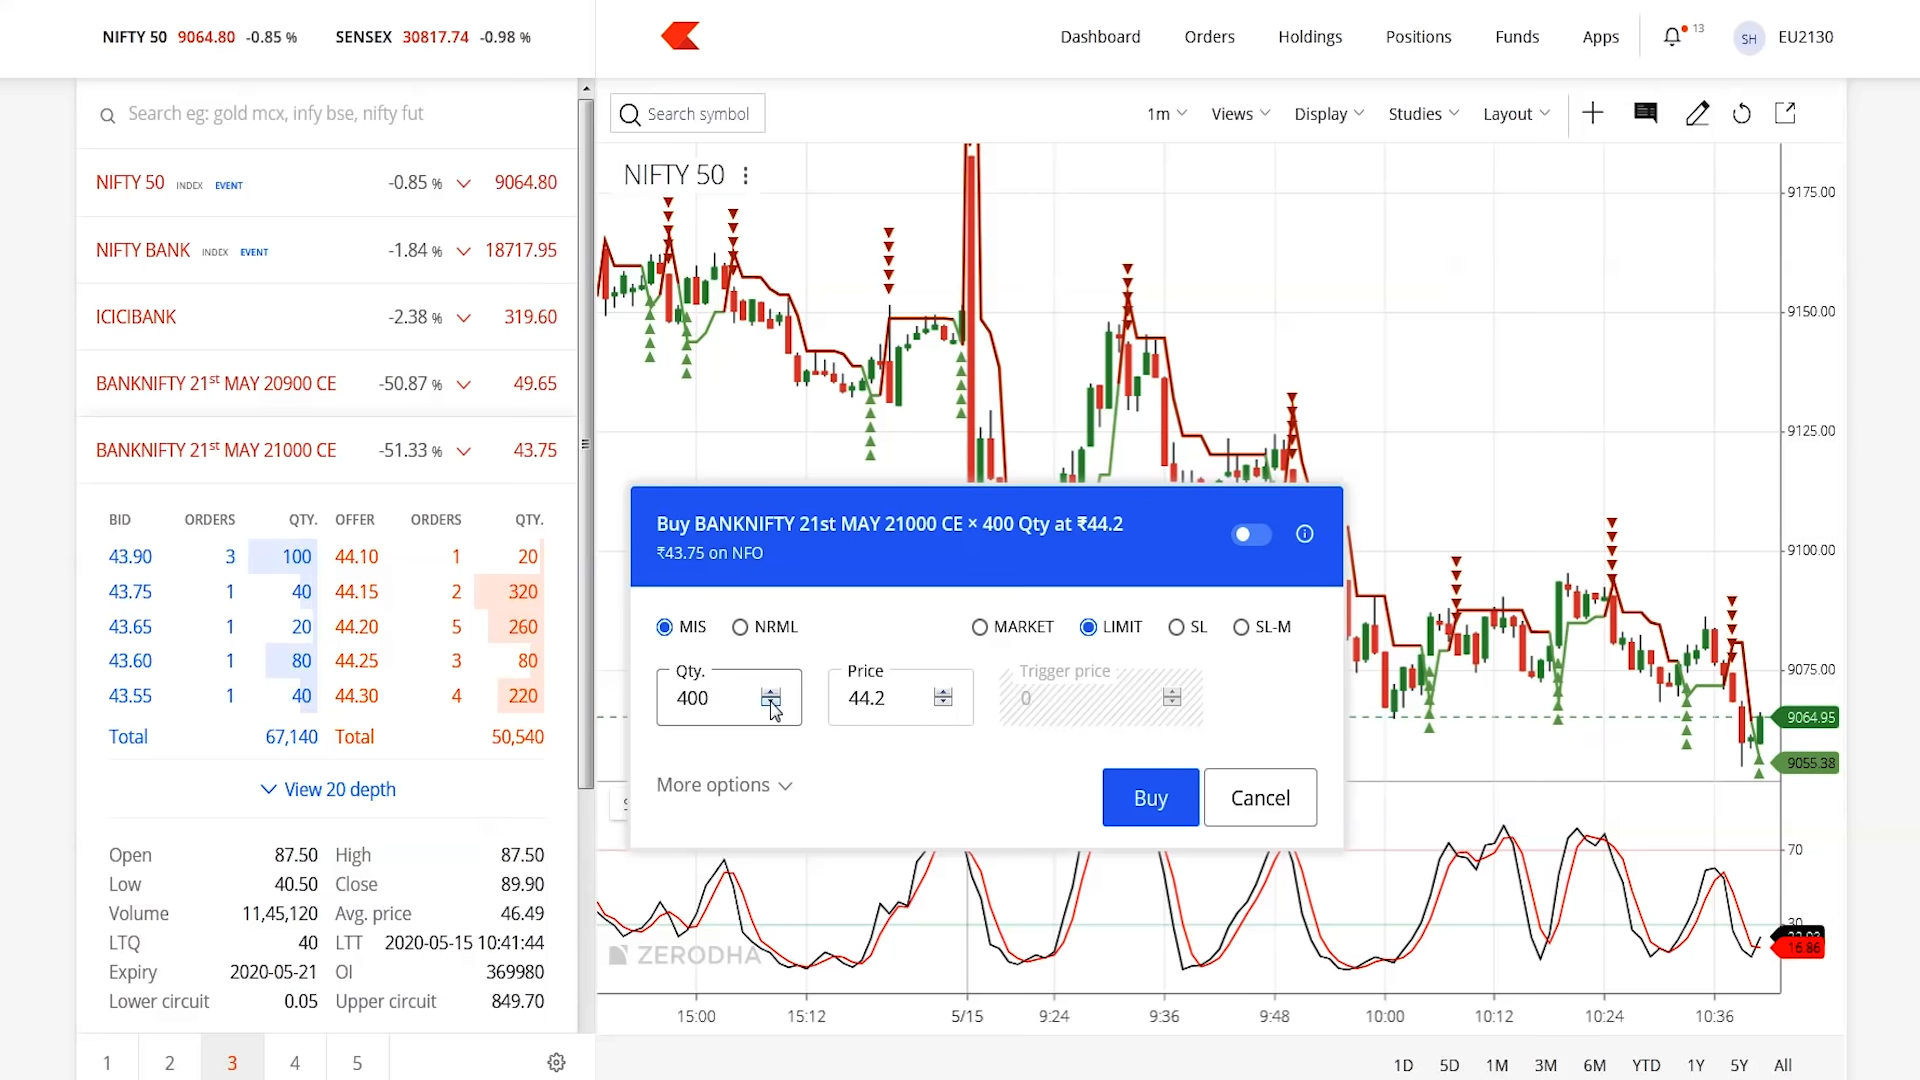 NIFTY 50 9064.80 -0.85 % SENSEX 30817.74 -0.98 %
Dashboard Orders Holdings Positions Funds Apps 13 SH EU2130
Search eg: gold mcx, infy bse, nifty fut
NIFTY 50 INDEX EVENT -0.85 % 9064.80
NIFTY BANK INDEX EVENT -1.84 % 18717.95
ICICIBANK -2.38 % 319.60
BANKNIFTY 21st MAY 20900 CE -50.87 % 49.65
BANKNIFTY 21st MAY 21000 CE -51.33 % 43.75
BID ORDERS QTY. OFFER ORDERS QTY.
43.90 3 100 44.10 1 20
43.75 1 40 44.15 2 320
43.65 1 20 44.20 5 260
43.60 1 80 44.25 3 80
43.55 1 40 44.30 4 220
Total 67,140 Total 50,540
View 20 depth
Open 87.50 High 87.50
Low 40.50 Close 89.90
Volume 11,45,120 Avg. price 46.49
LTQ 40 LTT 2020-05-15 10:41:44
Expiry 2020-05-21 OI 369980
Lower circuit 0.05 Upper circuit 849.70
1 2 3 4 5
Search symbol
1m Views Display Studies Layout
NIFTY 50
9175.00
9150.00
9125.00
9100.00
9075.00
9064.95
9055.38
Buy BANKNIFTY 21st MAY 21000 CE × 400 Qty at ₹44.2
₹43.75 on NFO
MIS NRML MARKET LIMIT SL SL-M
Qty. Price Trigger price
400 44.2 0
More options Buy Cancel
70
30
16.86
ZERODHA
15:00 15:12 5/15 9:24 9:36 9:48 10:00 10:12 10:24 10:36
1D 5D 1M 3M 6M YTD 1Y 5Y All